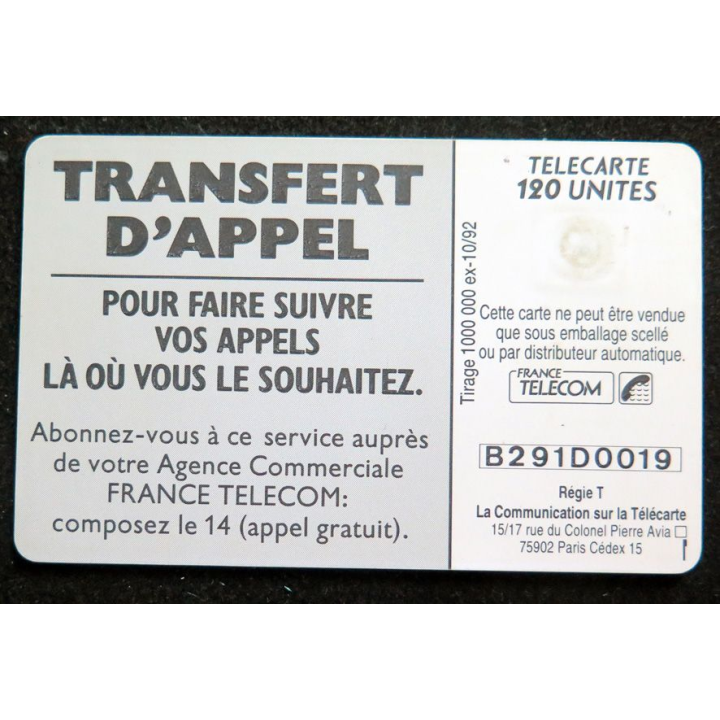 TRANSFERT
D'APPEL
POUR FAIRE SUIVRE
VOS APPELS
LÀ OÙ VOUS LE SOUHAITEZ.
Abonnez-vous à ce service auprès
de votre Agence Commerciale
FRANCE TELECOM:
composez le 14 (appel gratuit).
Tirage 1000 000 ex-10/92
TELECARTE
120 UNITES
Cette carte ne peut être vendue
que sous emballage scellé
ou par distributeur automatique.
FRANCE
TELECOM
B291D0019
Régie T
La Communication sur la Télécarte
15/17 rue du Colonel Pierre Avia
75902 Paris Cédex 15